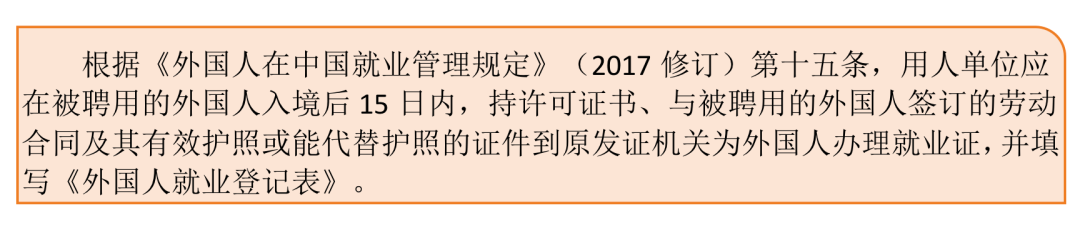 根据《外国人在中国就业管理规定》（2017 修订）第十五条，用人单位应
在被聘用的外国人入境后 15 日内，持许可证书、与被聘用的外国人签订的劳动
合同及其有效护照或能代替护照的证件到原发证机关为外国人办理就业证，并填
写《外国人就业登记表》。